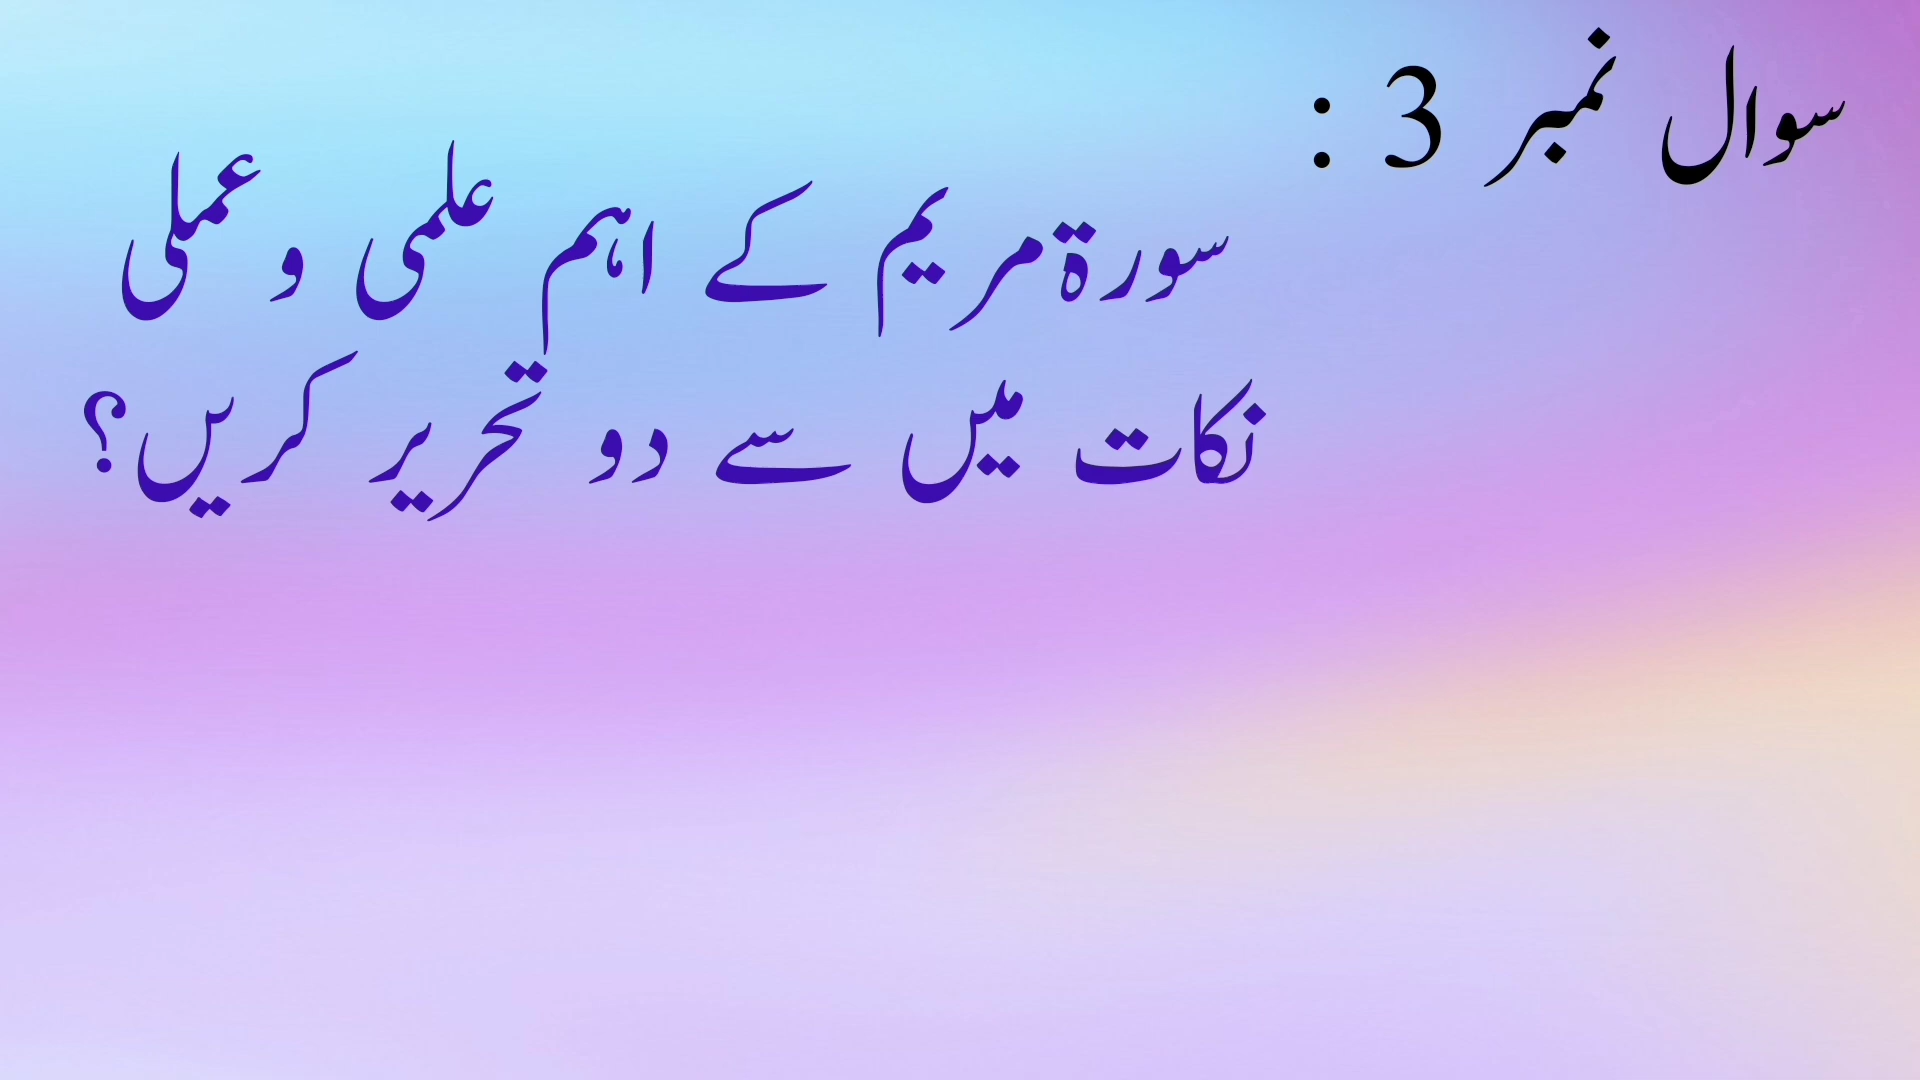 سوال نمبر 3 :
سورۃ مریم کے اہم علمی و عملی
نکات میں سے دو تحریر کریں؟